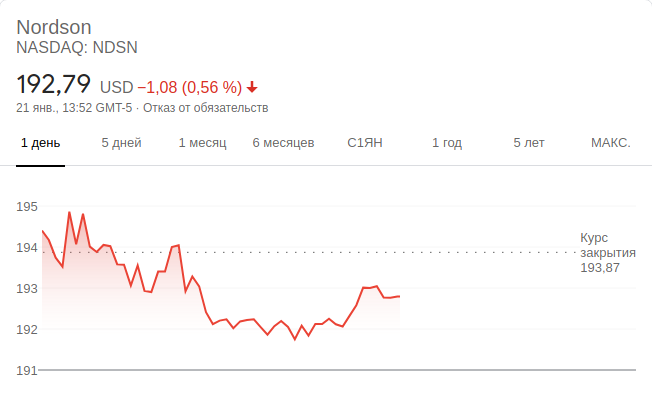 Nordson
NASDAQ: NDSN
192,79 USD −1,08 (0,56 %)
21 янв., 13:52 GMT-5 · Отказ от обязательств
1 день 5 дней 1 месяц 6 месяцев С1ЯН 1 год 5 лет МАКС.
195
194
193
192
191
Курс
закрытия
193,87